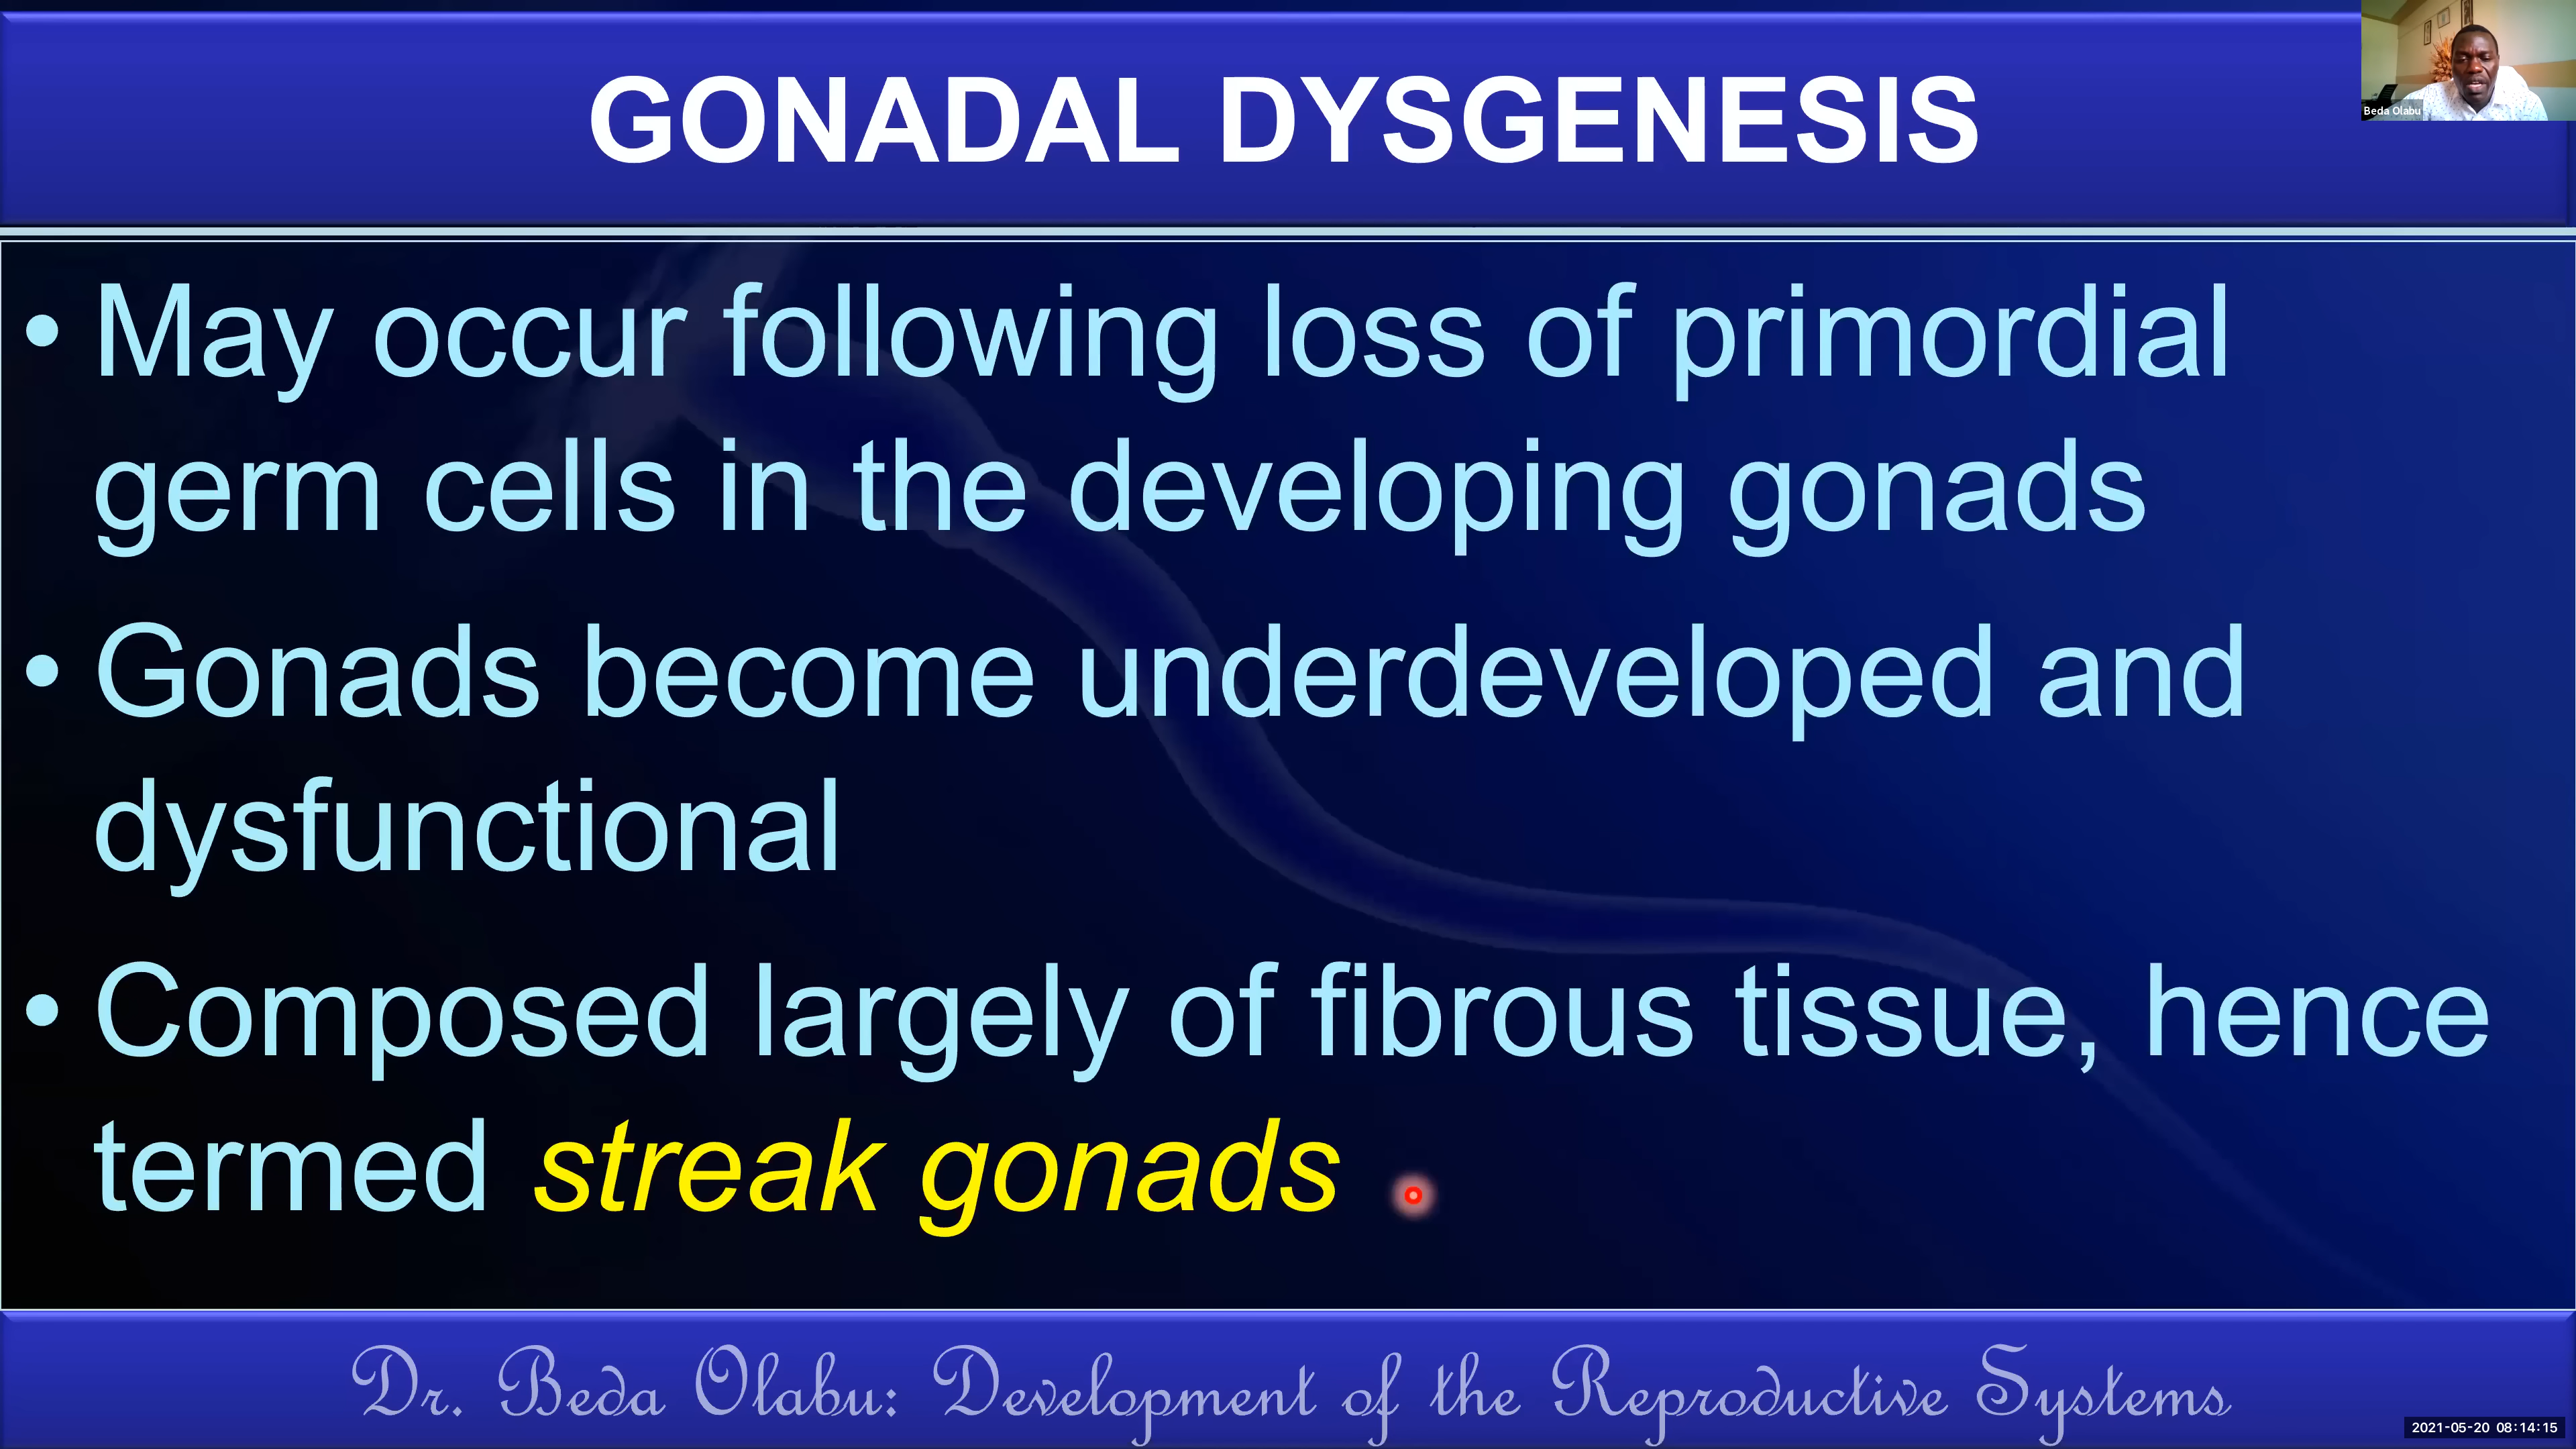 GONADAL DYSGENESIS
Beda Olabu
• May occur following loss of primordial
germ cells in the developing gonads
• Gonads become underdeveloped and
dysfunctional
• Composed largely of fibrous tissue, hence
termed streak gonads
Dr. Beda Olabu: Development of the Reproductive Systems
2021-05-20 08:14:15